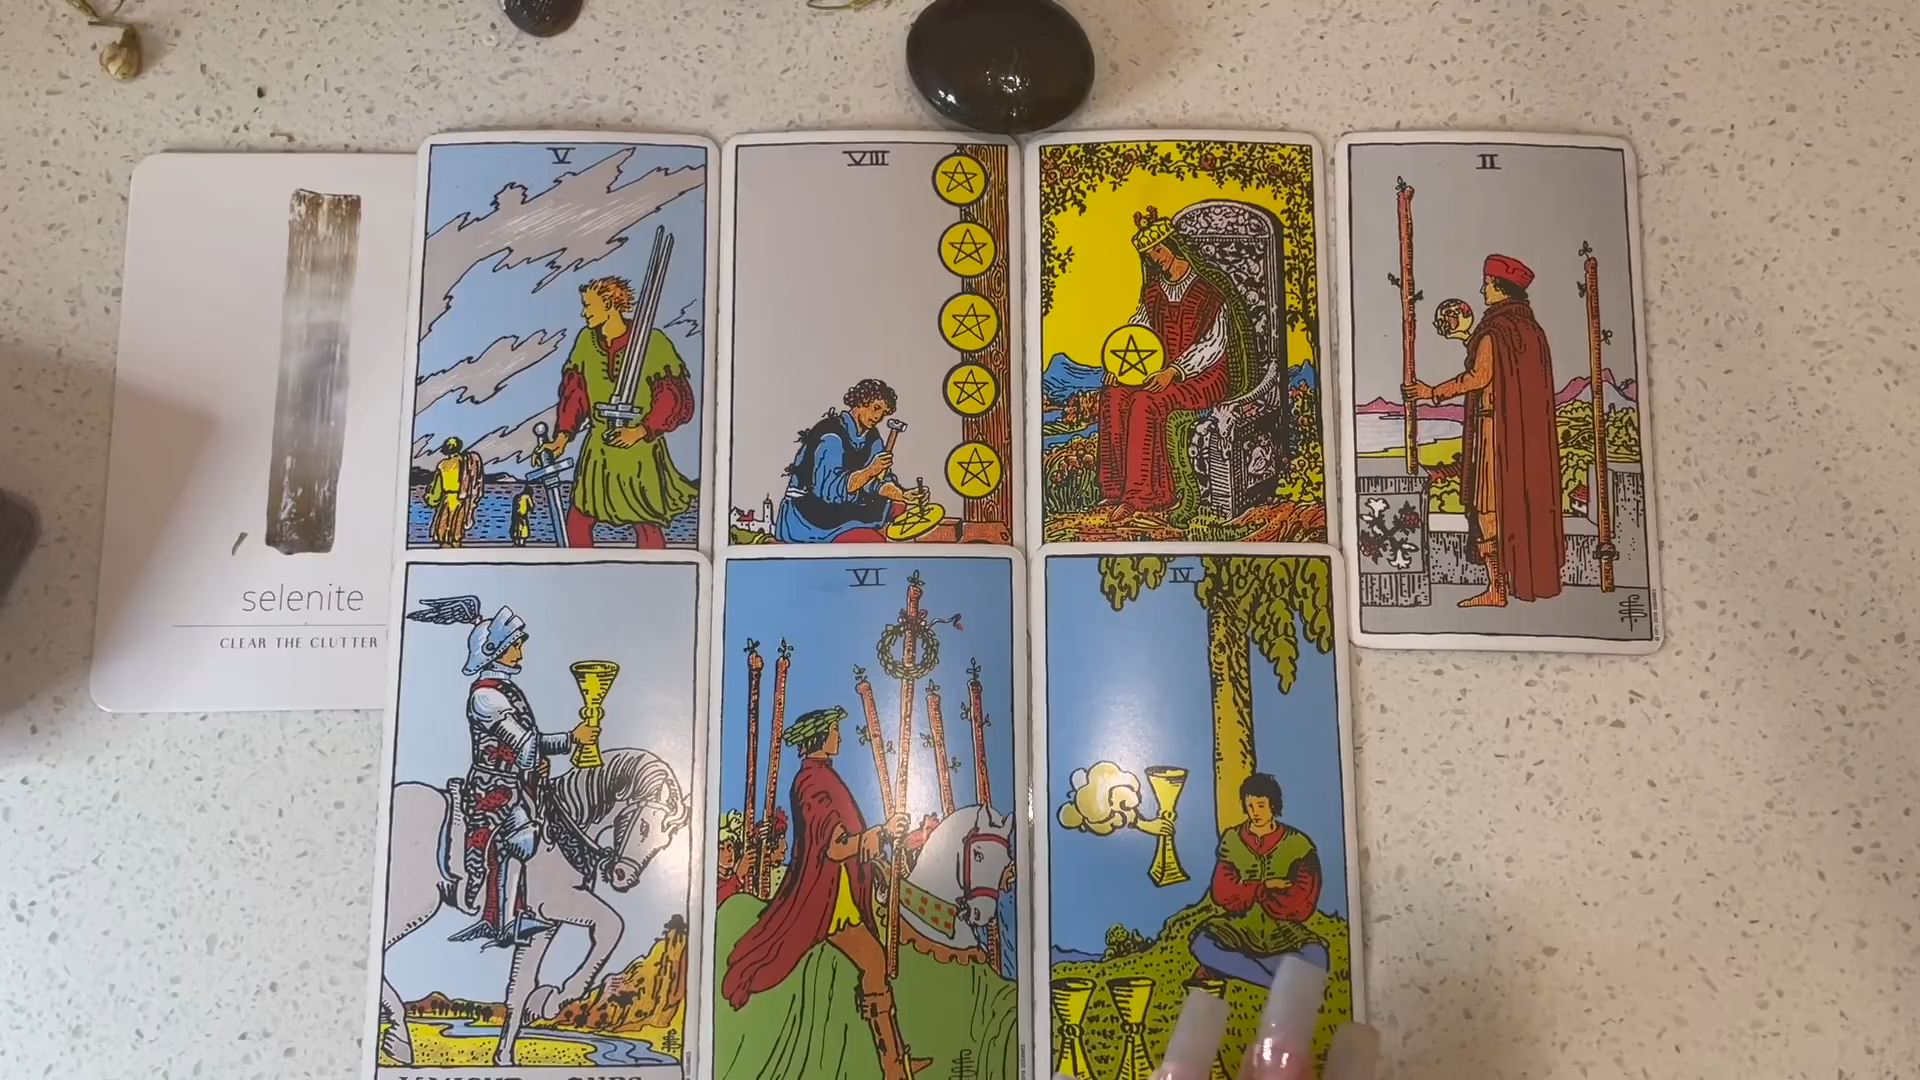 V
VIII
II
selenite
CLEAR THE CLUTTER
VI
IV